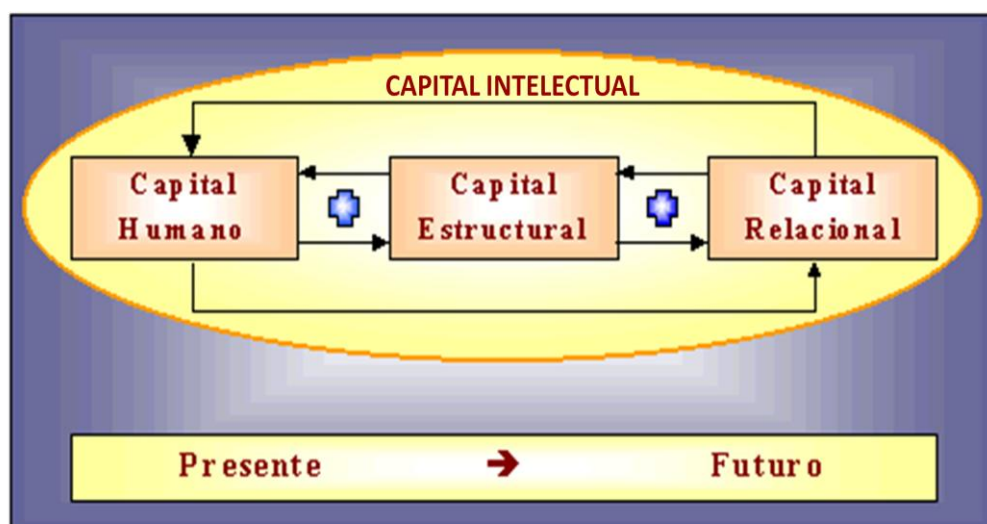 CAPITAL INTELECTUAL
Capital
Humano
Capital
Estructural
Capital
Relacional
Presente ➔ Futuro